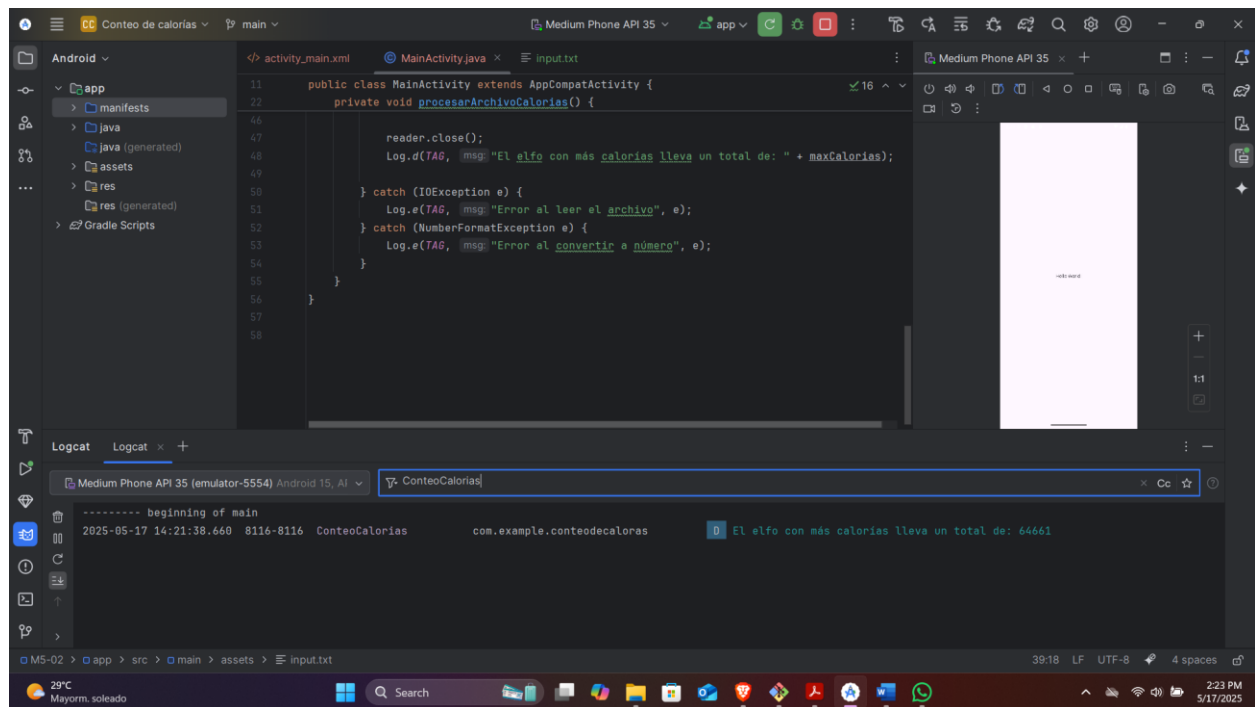 CC Conteo de calorías main Medium Phone API 35 app
Android
app
manifests
java
java (generated)
assets
res
res (generated)
Gradle Scripts
activity_main.xml MainActivity.java input.txt
11 public class MainActivity extends AppCompatActivity { 16
22 private void procesarArchivoCalorias() {
46
47 reader.close();
48 Log.d(TAG, msg: "El elfo con más calorías lleva un total de: " + maxCalorias);
49
50 } catch (IOException e) {
51 Log.e(TAG, msg: "Error al leer el archivo", e);
52 } catch (NumberFormatException e) {
53 Log.e(TAG, msg: "Error al convertir a número", e);
54 }
55 }
56 }
57
58
Medium Phone API 35
1:1
Logcat Logcat
Medium Phone API 35 (emulator-5554) Android 15, AI ConteoCalorias Cc
--------- beginning of main
2025-05-17 14:21:38.660 8116-8116 ConteoCalorias com.example.conteodecaloras D El elfo con más calorías lleva un total de: 64661
M5-02 > app > src > main > assets > input.txt 39:18 LF UTF-8 4 spaces
29°C
Mayorm. soleado
Search
2:23 PM
5/17/2025